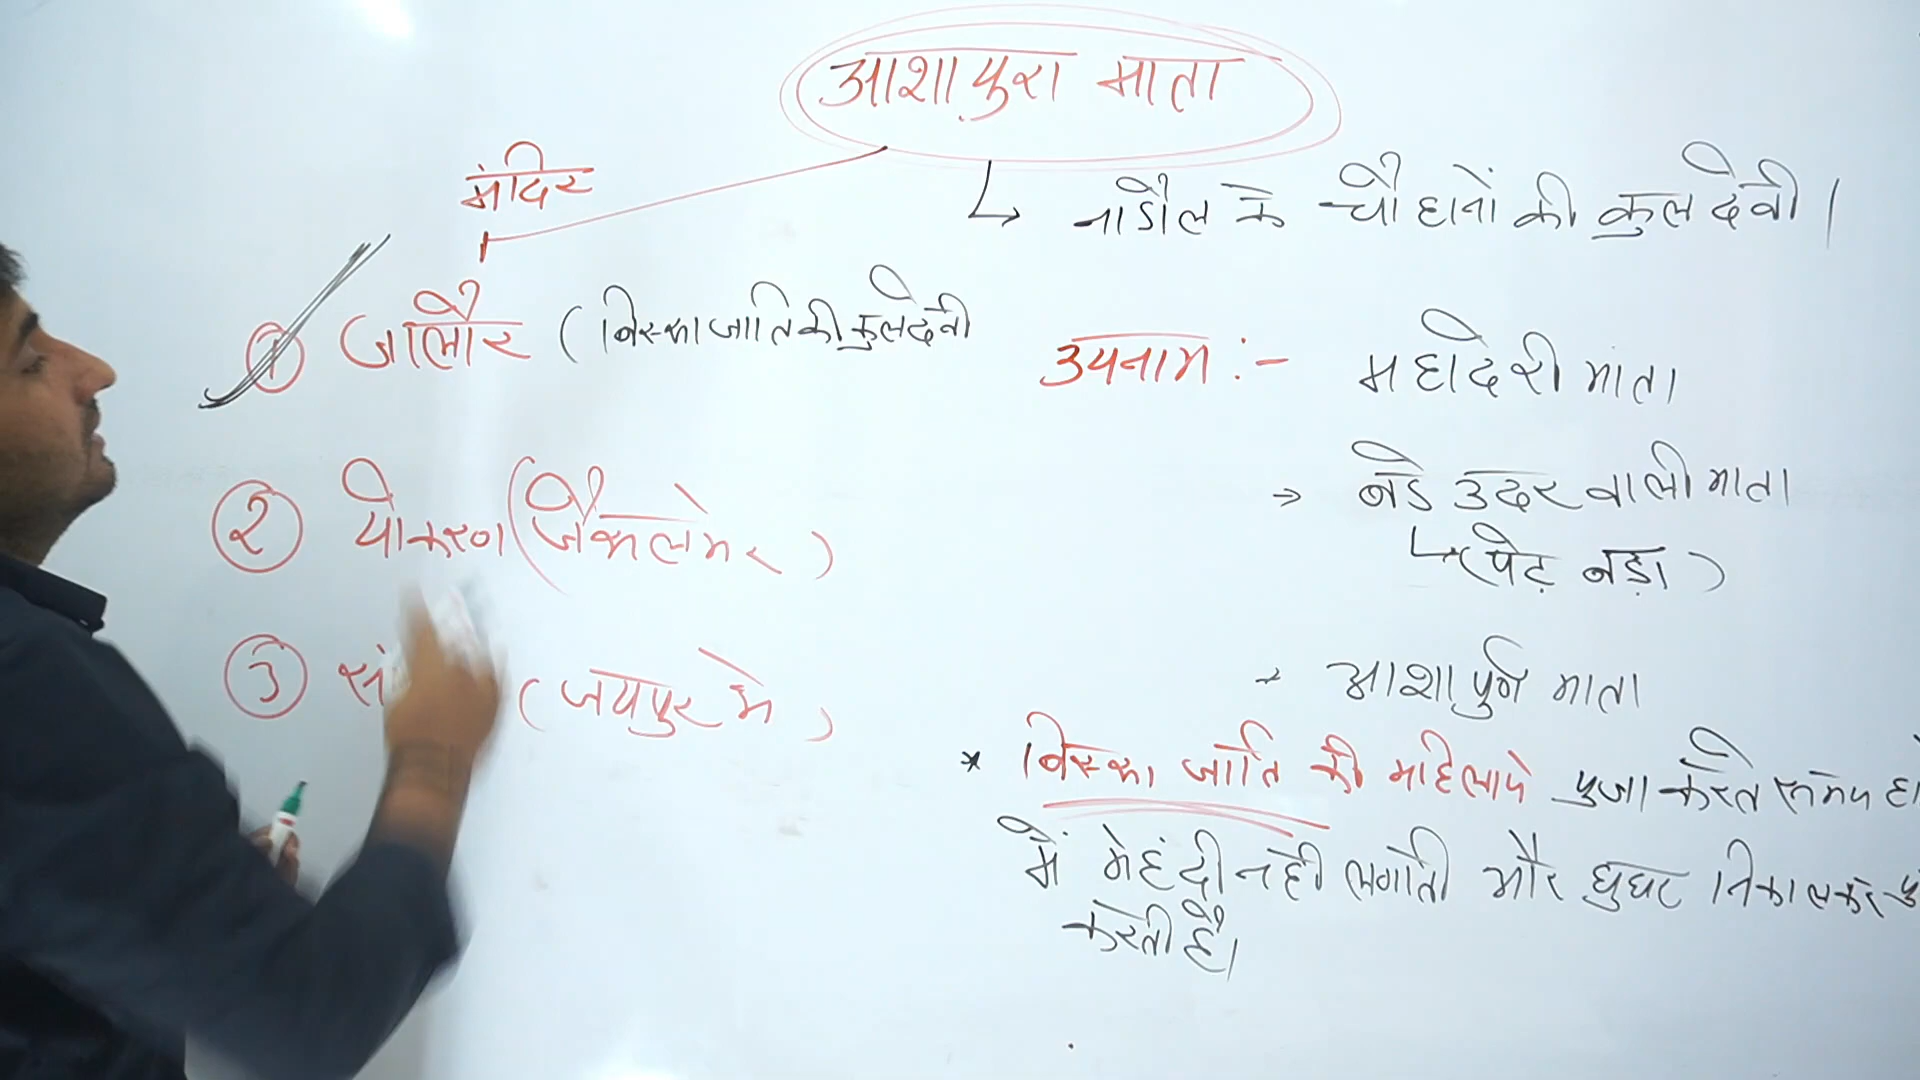 आशापुरा माता
नाडौल के चौहानों की कुल देवी।
मंदिर
① जालौर (बिस्सा जाति की कुलदेवी
② पोकरण (जैसलमेर)
③ (जयपुर मे)
उपनाम :- महोदरी माता
→ बडे उदर वाली माता
↳ (पेट बड़ा)
→ आशापुर्ण माता
* बिस्सा जाति की महिलाये पुजा करते समय
में मेहंदी नही लगाती और घुघट निकालकर
करती है।